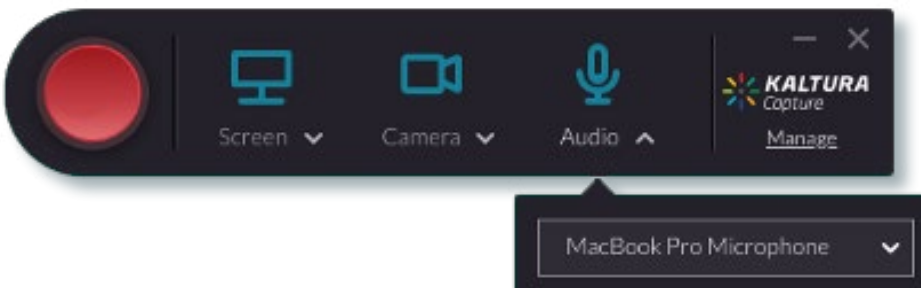 KALTURA
Capture
Screen Camera Audio Manage
MacBook Pro Microphone